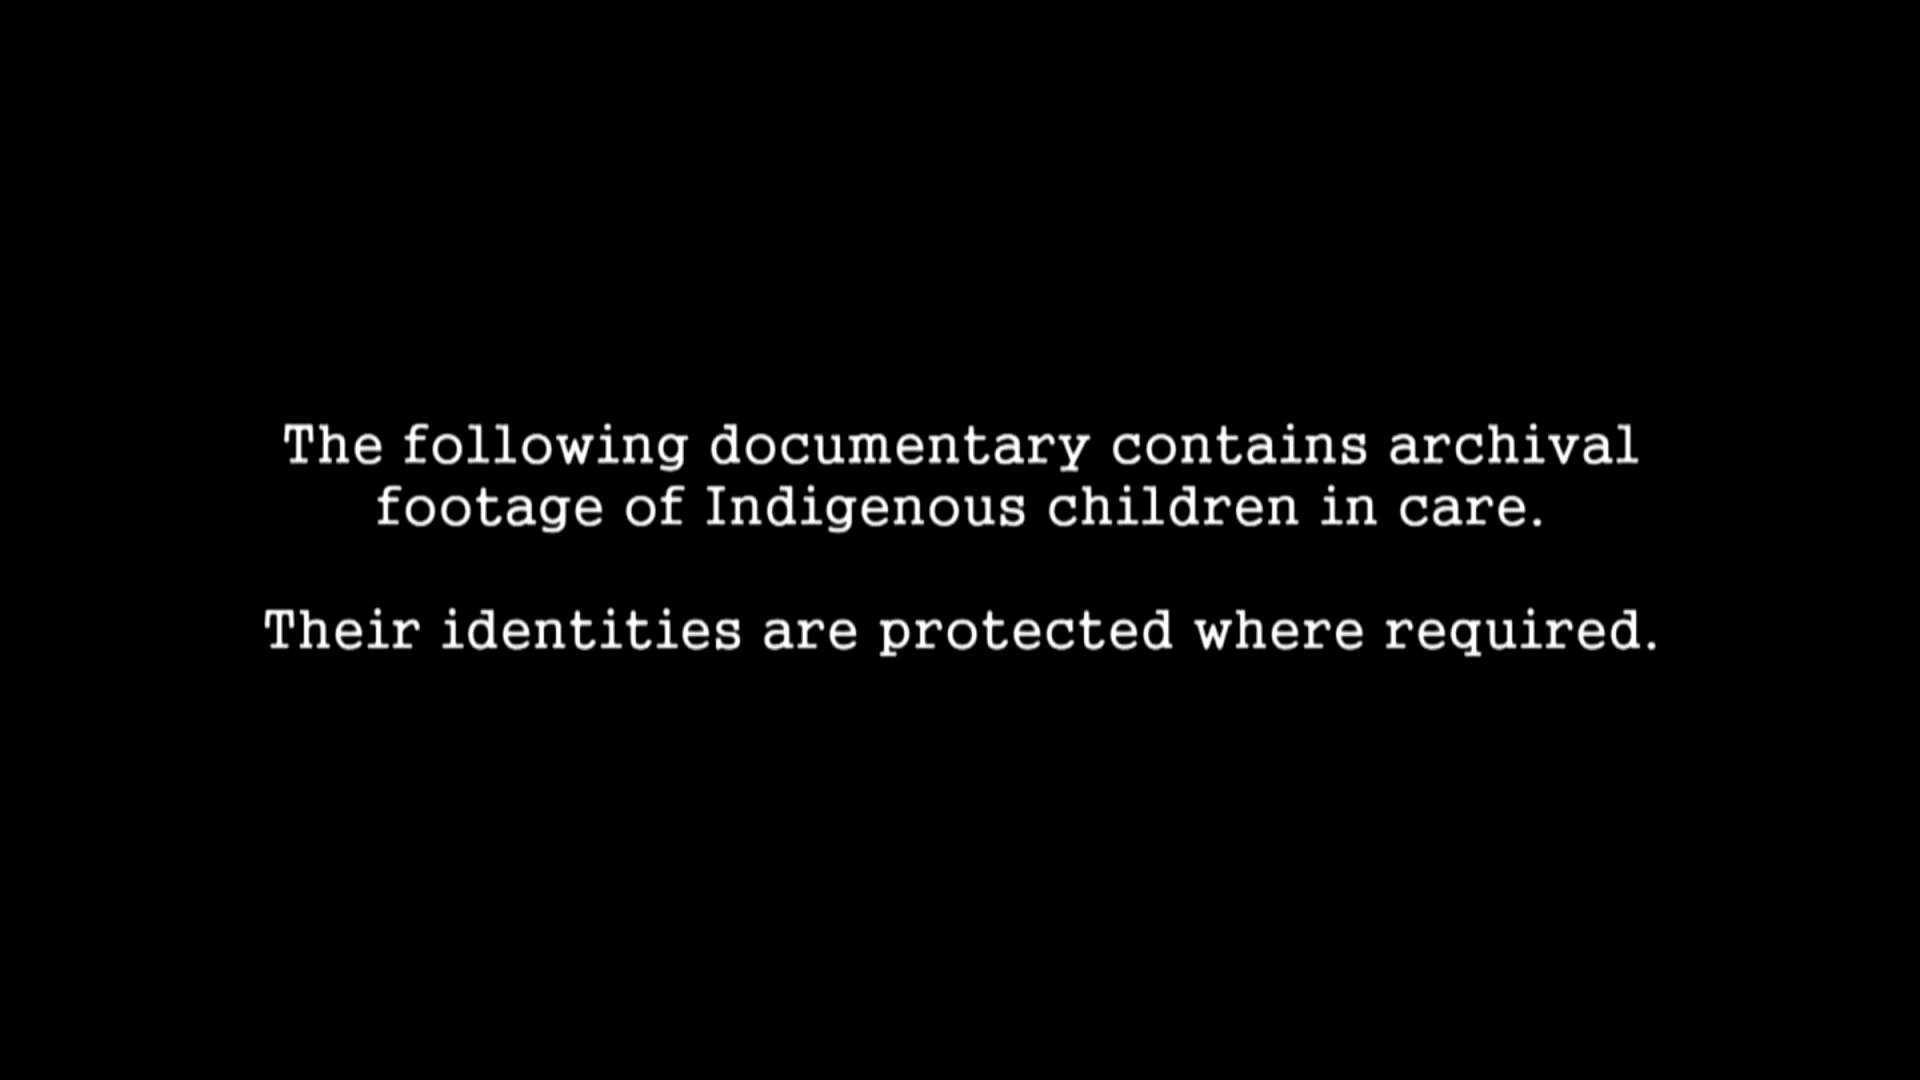 The following documentary contains archival
footage of Indigenous children in care.
Their identities are protected where required.